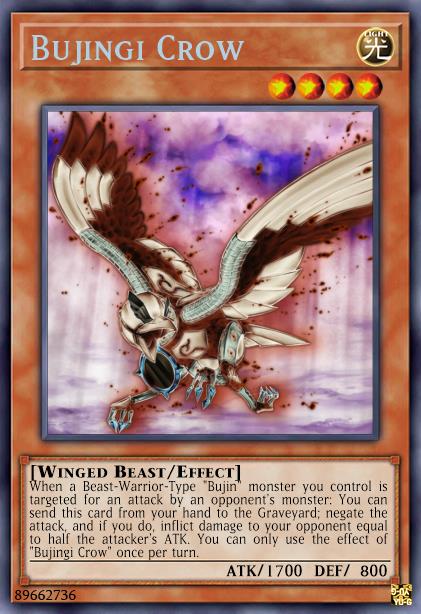 Bujingi Crow
LIGHT
光
[Winged Beast/Effect]
When a Beast-Warrior-Type "Bujin" monster you control is
targeted for an attack by an opponent's monster: You can
send this card from your hand to the Graveyard; negate the
attack, and if you do, inflict damage to your opponent equal
to half the attacker's ATK. You can only use the effect of
"Bujingi Crow" once per turn.
ATK/1700 DEF/ 800
89662736